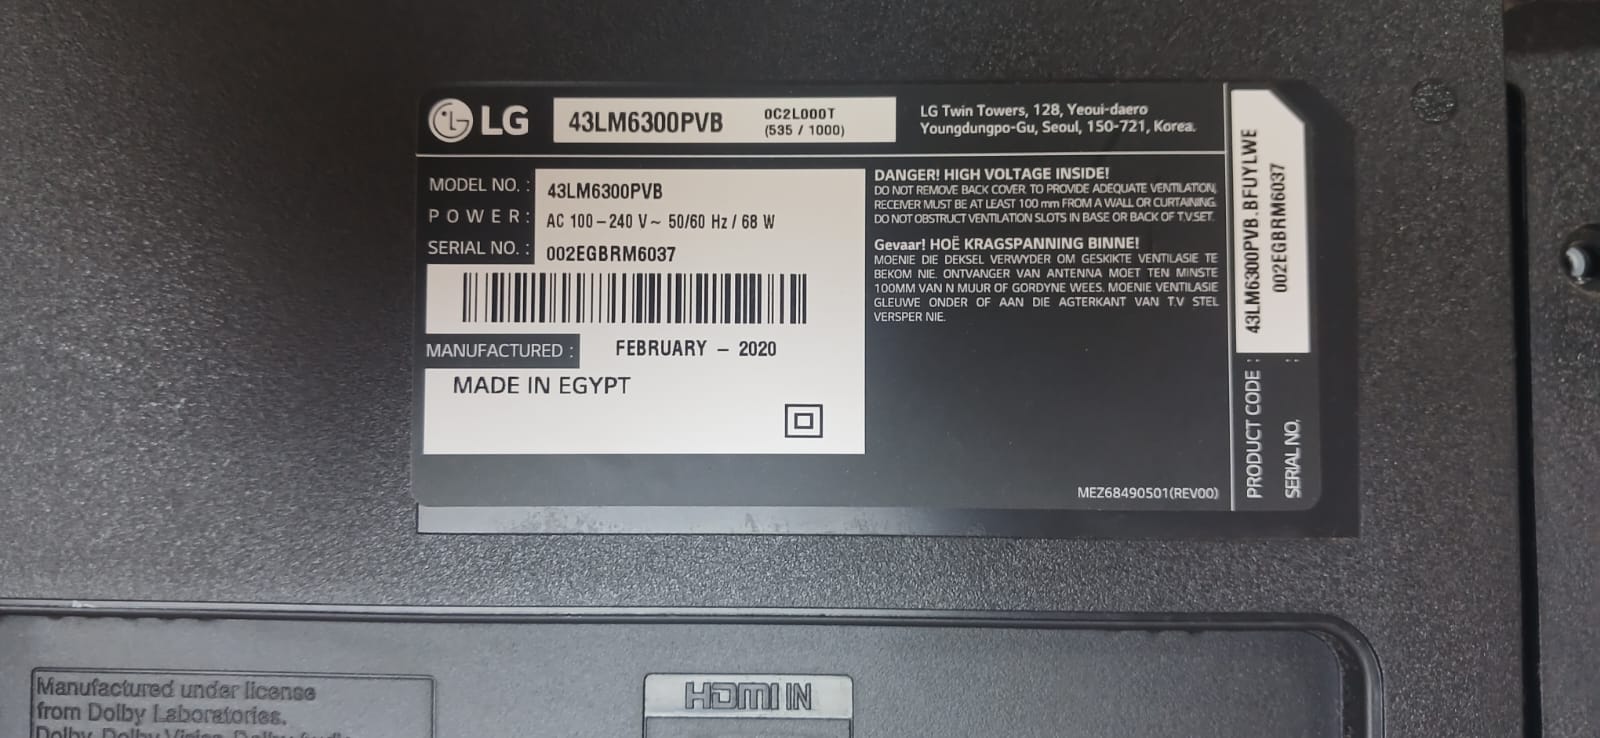 LG
43LM6300PVB
0C2L000T
(535 / 1000)
LG Twin Towers, 128, Yeoui-daero
Youngdungpo-Gu, Seoul, 150-721, Korea.
MODEL NO. : 43LM6300PVB
POWER: AC 100-240 V~ 50/60 Hz / 68 W
SERIAL NO. : 002EGBRM6037
MANUFACTURED : FEBRUARY – 2020
MADE IN EGYPT
DANGER! HIGH VOLTAGE INSIDE!
DO NOT REMOVE BACK COVER. TO PROVIDE ADEQUATE VENTILATION,
RECEIVER MUST BE AT LEAST 100 mm FROM A WALL OR CURTAINING.
DO NOT OBSTRUCT VENTILATION SLOTS IN BASE OR BACK OF T.V.SET.
Gevaar! HOË KRAGSPANNING BINNE!
MOENIE DIE DEKSEL VERWYDER OM GESKIKTE VENTILASIE TE
BEKOM NIE. ONTVANGER VAN ANTENNA MOET TEN MINSTE
100MM VAN N MUUR OF GORDYNE WEES. MOENIE VENTILASIE
GLEUWE ONDER OF AAN DIE AGTERKANT VAN T.V STEL
VERSPER NIE.
MEZ68490501(REV00)
PRODUCT CODE : 43LM6300PVB.BFUYLWE
SERIAL NO. : 002EGBRM6037
Manufactured under license
from Dolby Laboratories.
Dolby, Dolby Vision, Dolby
HDMI IN